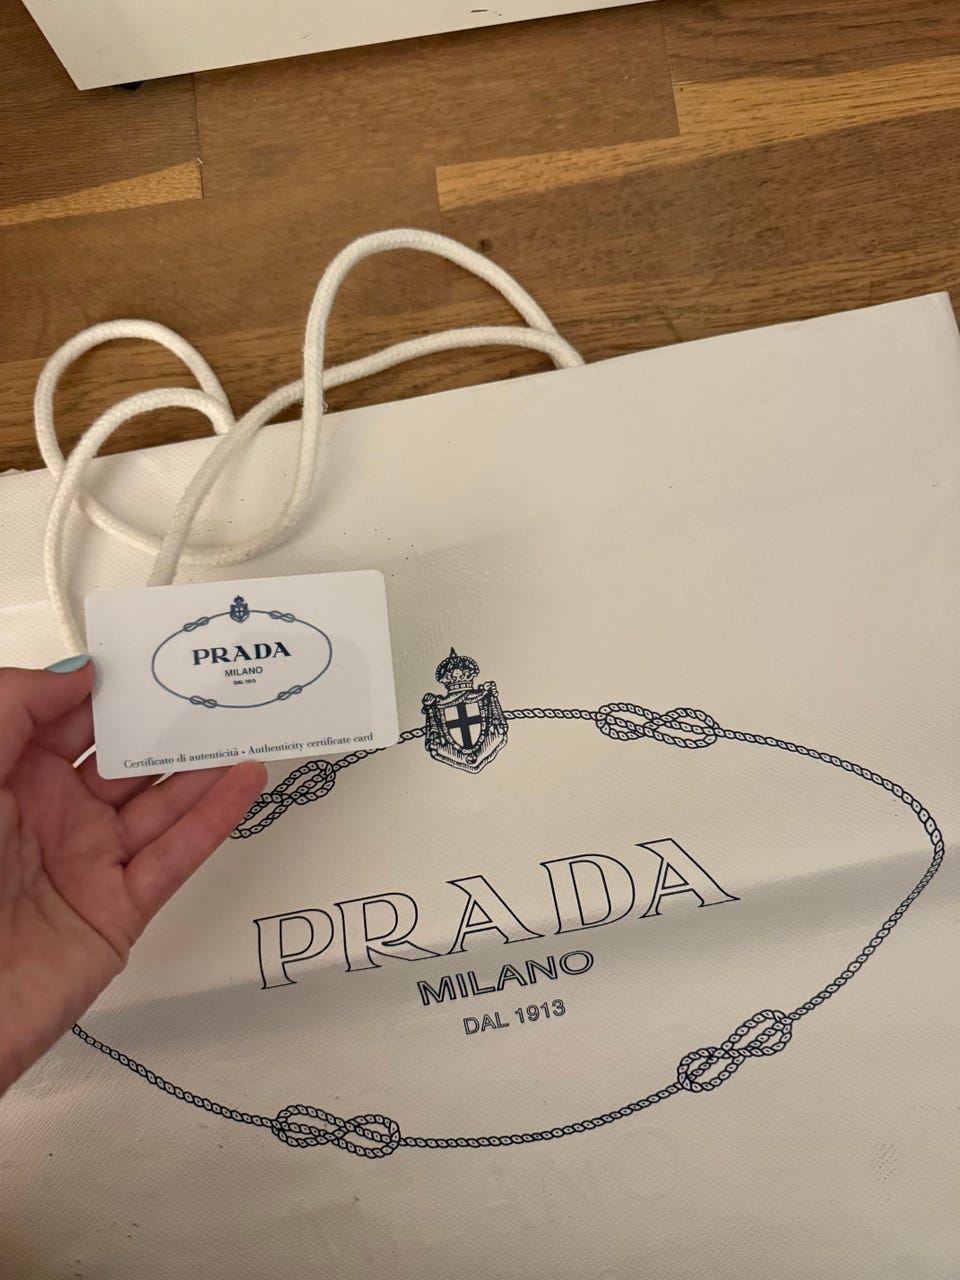 PRADA
MILANO
DAL 1913
Certificato di autenticità • Authenticity certificate card
PRADA
MILANO
DAL 1913